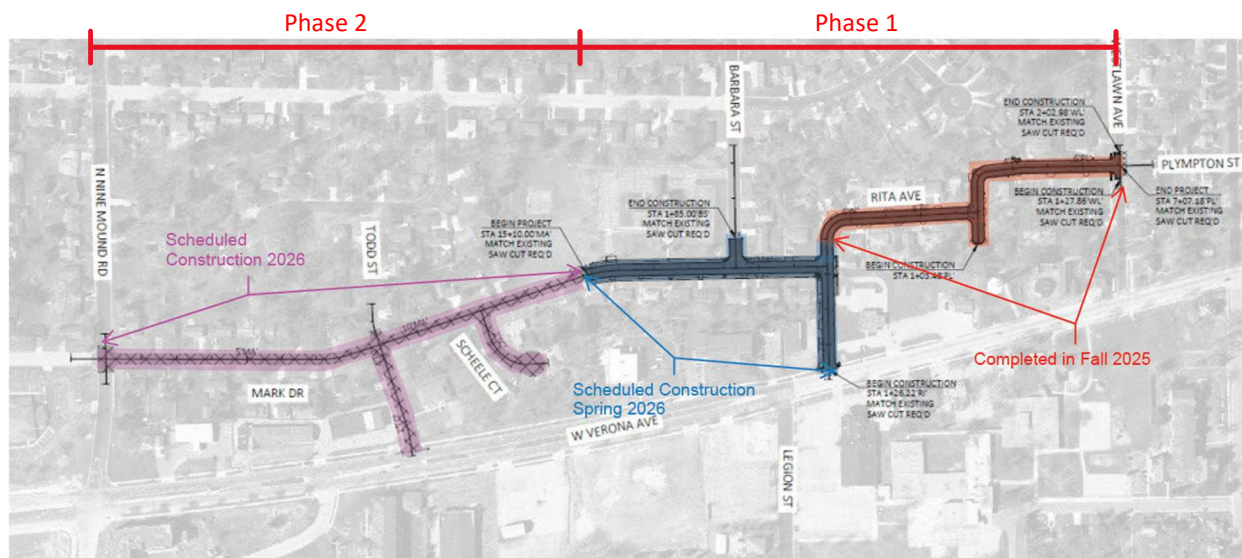 Phase 2
Phase 1
N NINE MOUND RD
Scheduled
Construction 2026
TODD ST
MARK DR
SCHEELE CT
BEGIN PROJECT
STA 15+10.00'MA'
MATCH EXISTING
SAW CUT REQ'D
END CONSTRUCTION
STA 1+85.00'BS'
MATCH EXISTING
SAW CUT REQ'D
BARBARA ST
Scheduled Construction
Spring 2026
W VERONA AVE
LEGION ST
BEGIN CONSTRUCTION
STA 1+26.22'RI'
MATCH EXISTING
SAW CUT REQ'D
RITA AVE
BEGIN CONSTRUCTION
END CONSTRUCTION
STA 2+02.98'WL'
MATCH EXISTING
SAW CUT REQ'D
WEST LAWN AVE
PLYMPTON ST
BEGIN CONSTRUCTION
STA 1+27.86'WL'
MATCH EXISTING
SAW CUT REQ'D
END PROJECT
STA 7+07.18'PL'
MATCH EXISTING
SAW CUT REQ'D
Completed in Fall 2025